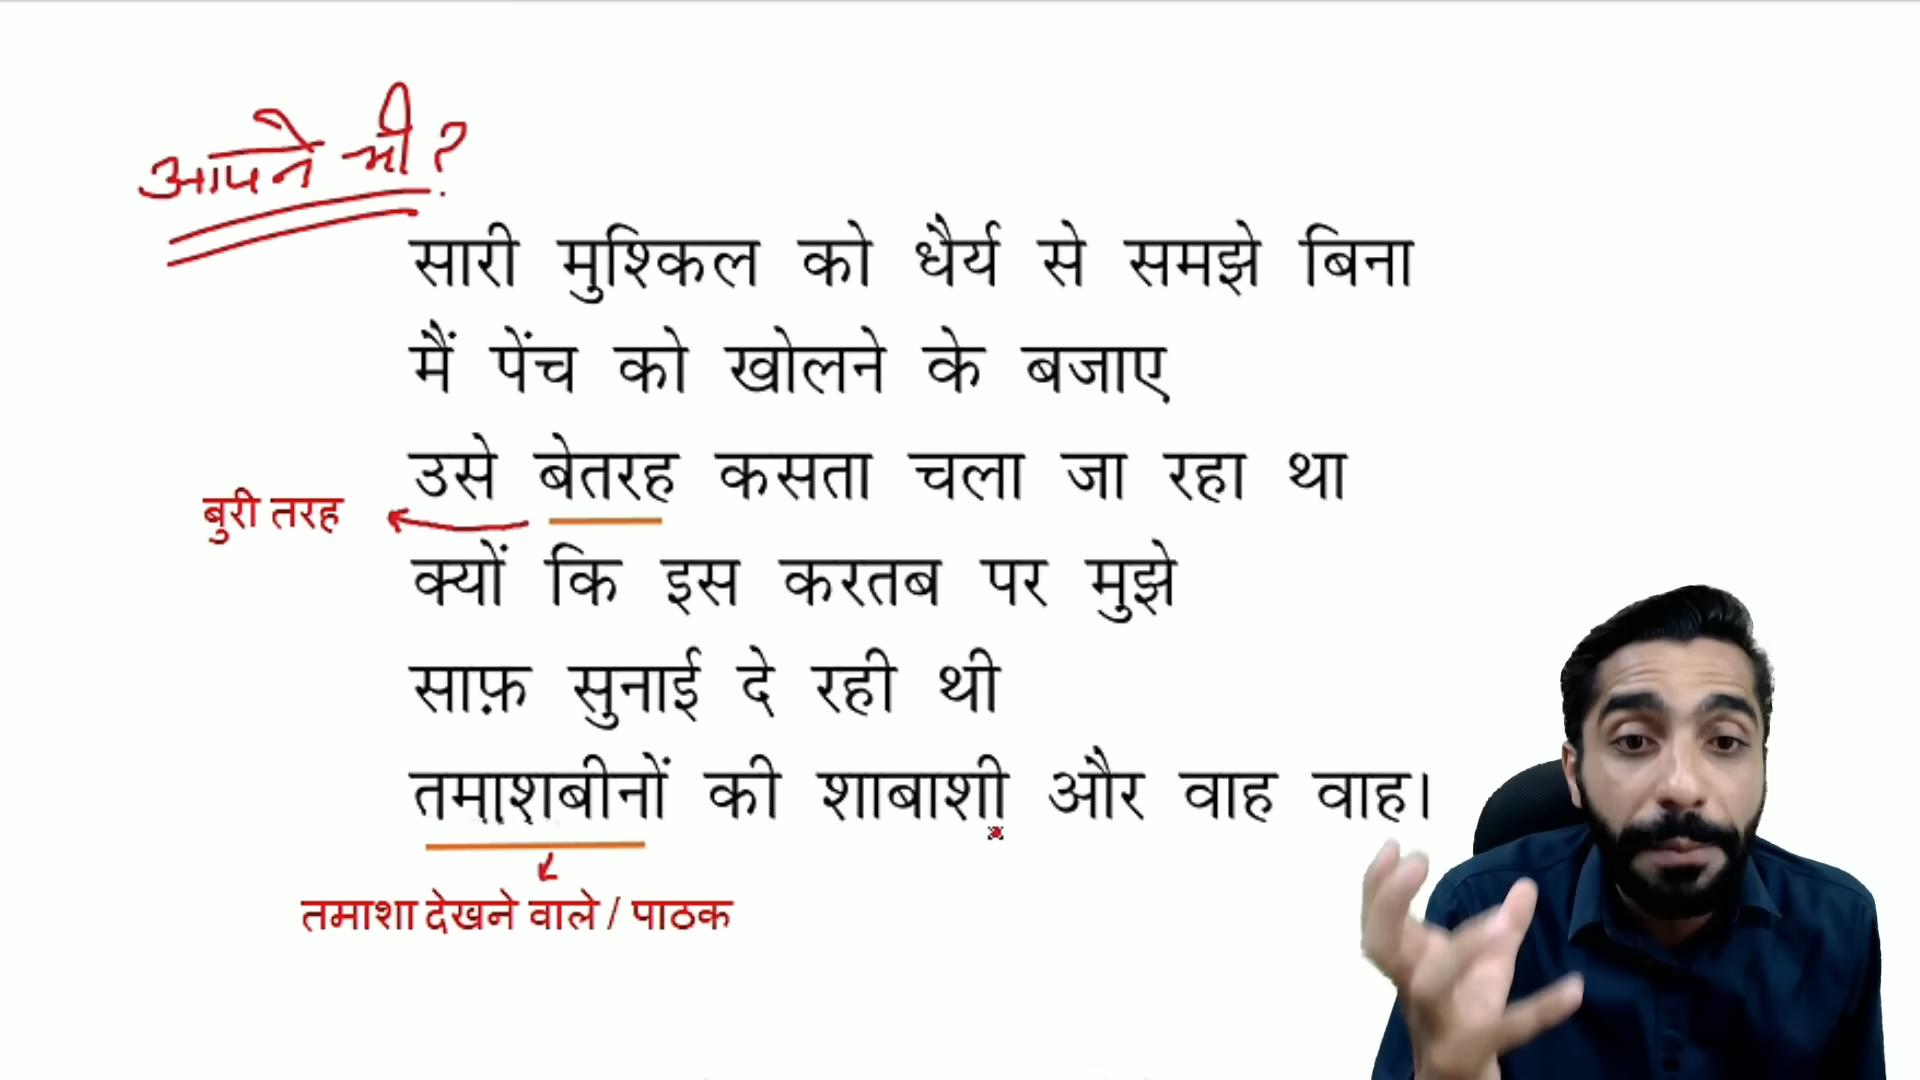 आपने भी?
सारी मुश्किल को धैर्य से समझे बिना
मैं पेंच को खोलने के बजाए
उसे बेतरह कसता चला जा रहा था
बुरी तरह
क्यों कि इस करतब पर मुझे
साफ़ सुनाई दे रही थी
तमाशबीनों की शाबाशी और वाह वाह।
तमाशा देखने वाले / पाठक